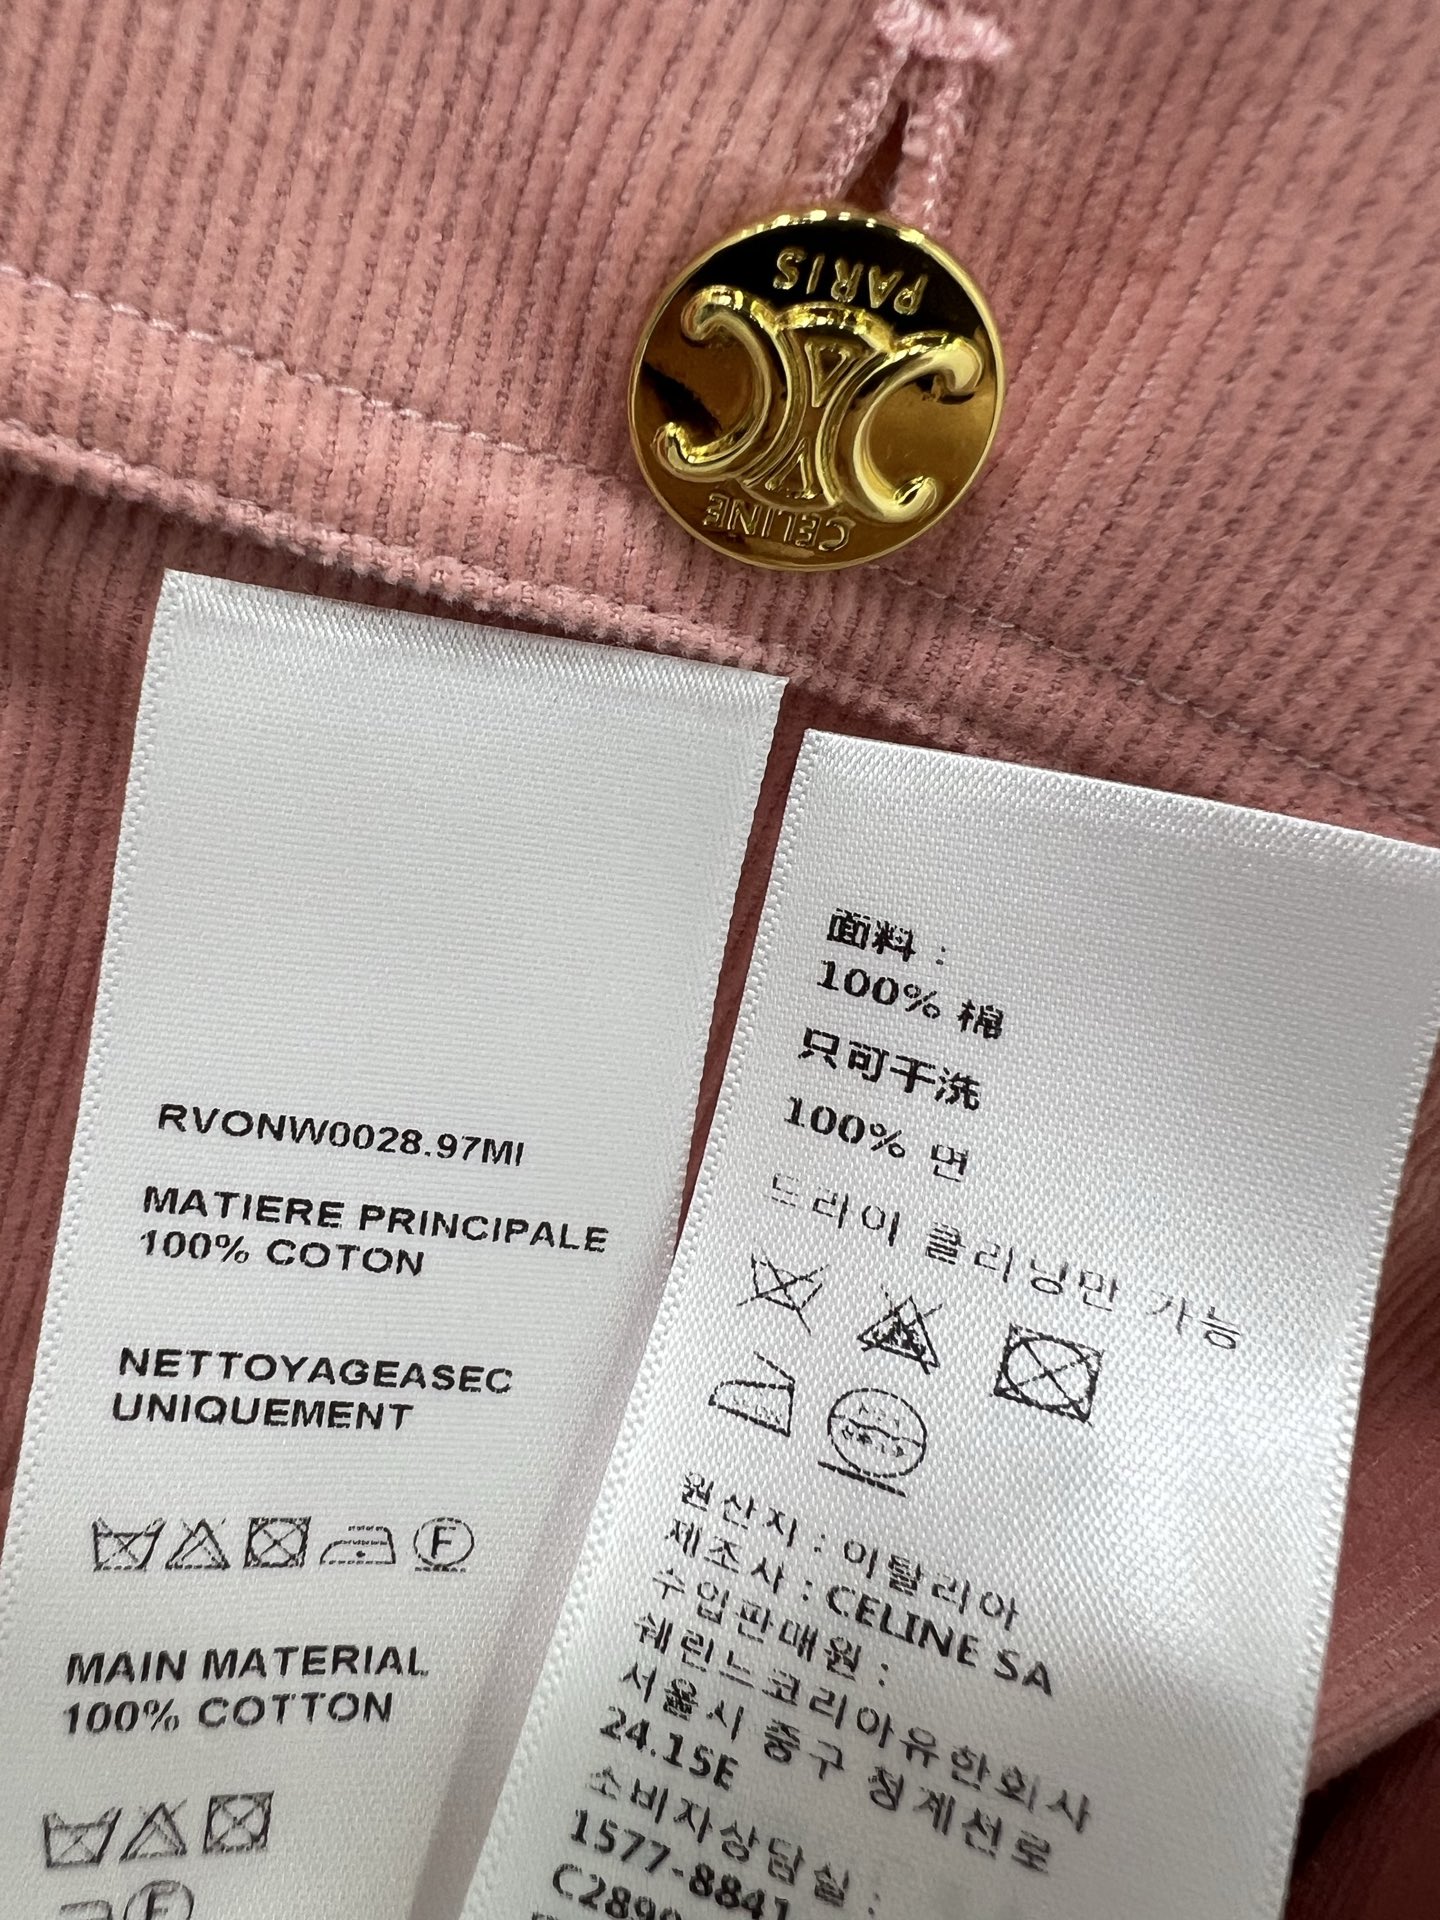 PARIS
CELINE
RVONW0028.97MI
MATIERE PRINCIPALE
100% COTON
NETTOYAGEASEC
UNIQUEMENT
F
MAIN MATERIAL
100% COTTON
F
面料：
100% 棉
只可干洗
100% 면
드라이 클리닝만 가능
원산지 : 이탈리아
제조사 : CELINE SA
수입판매원 :
쉐린느코리아유한회사
서울시 중구 청계선로
24.15E
소비자상담실 :
1577-8841